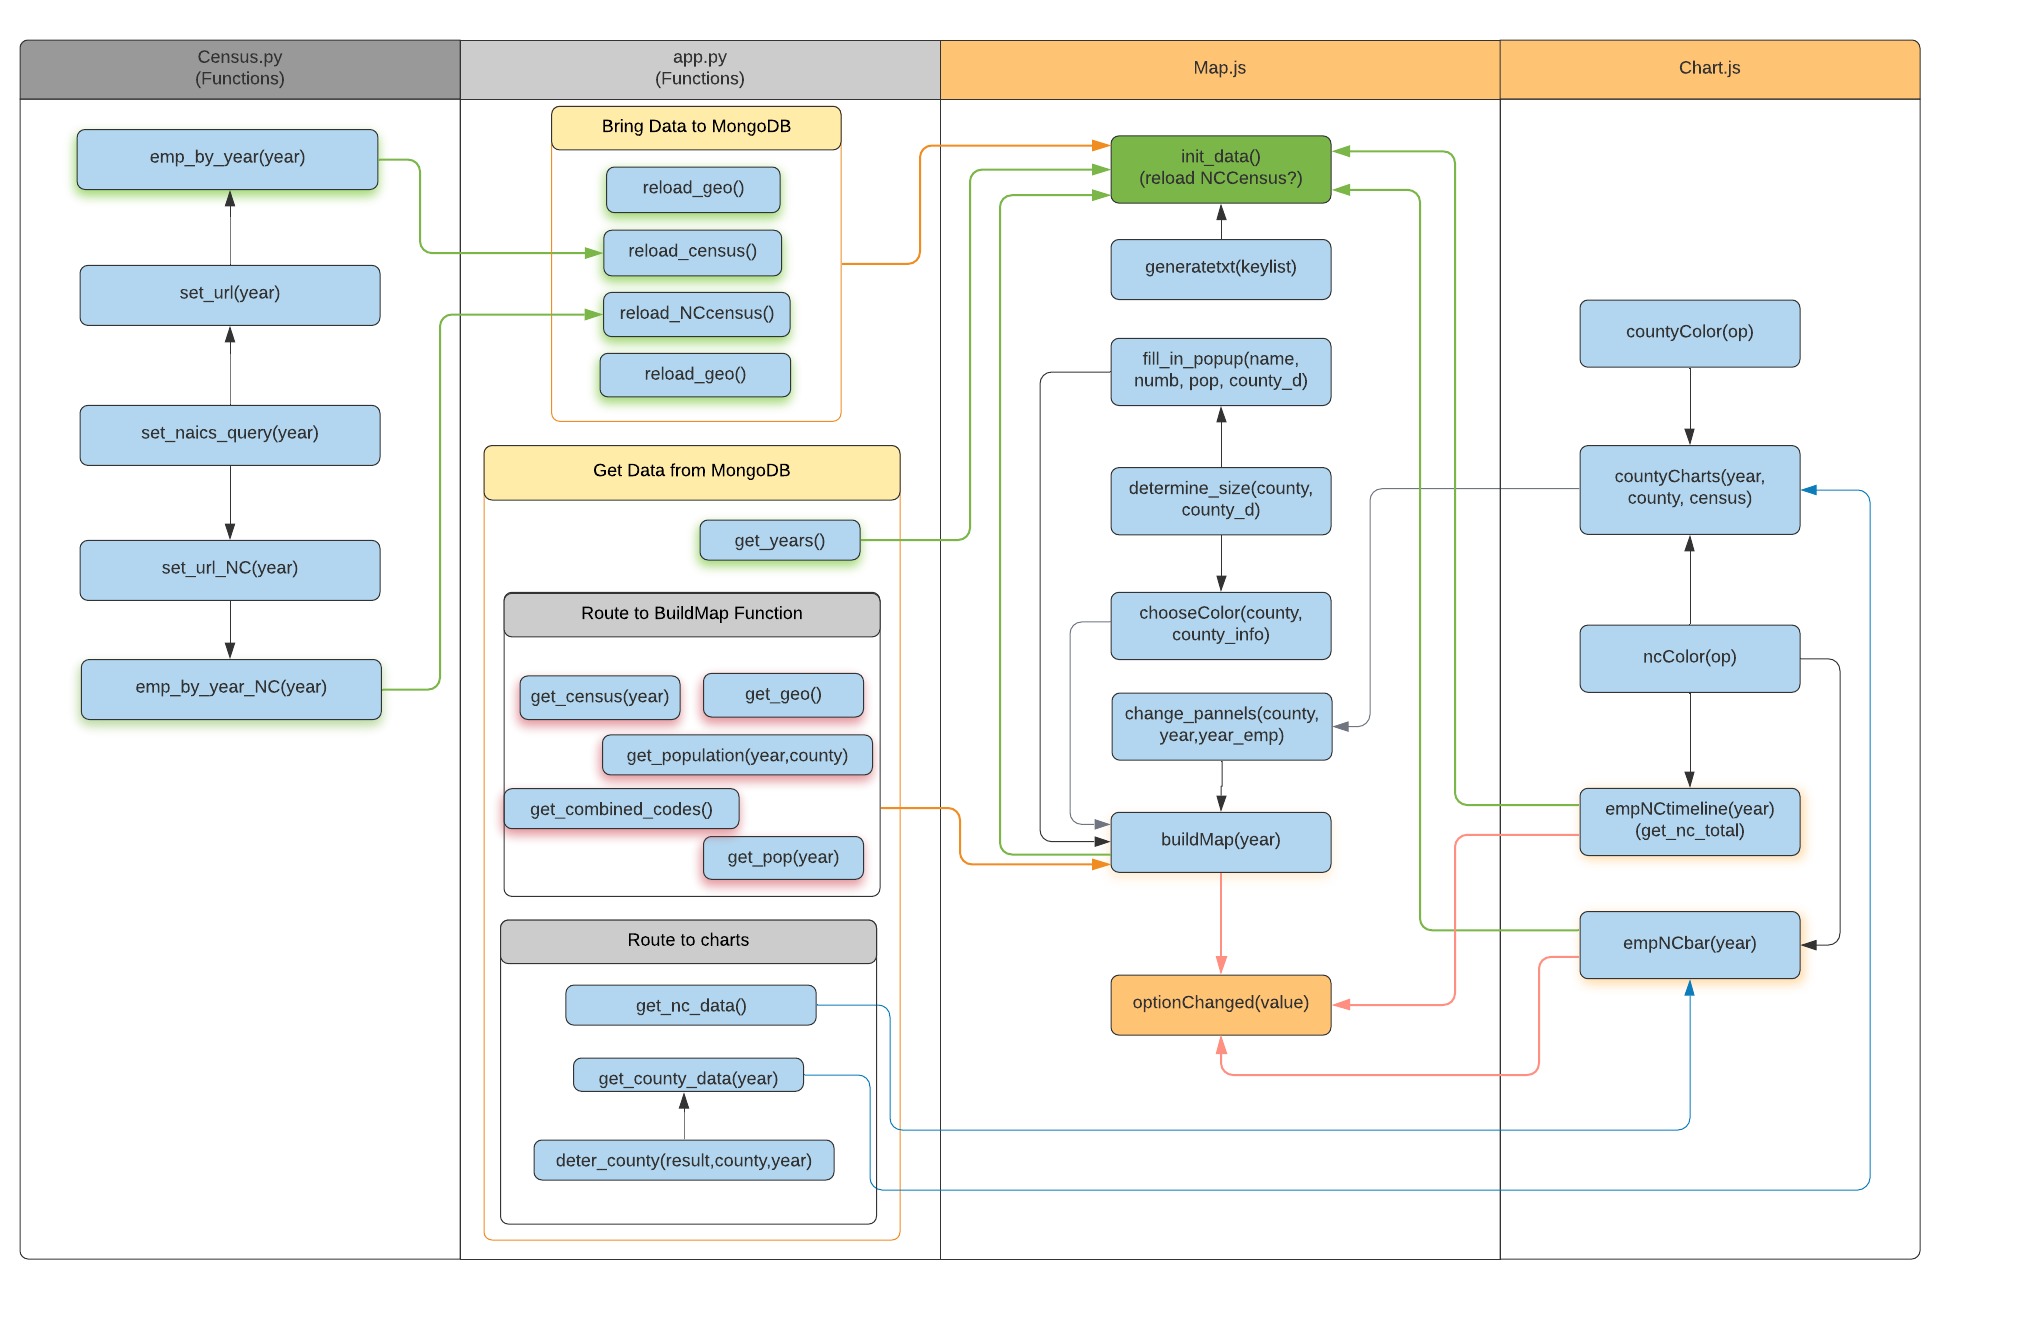 Census.py
(Functions)
app.py
(Functions)
Map.js
Chart.js
emp_by_year(year)
set_url(year)
set_naics_query(year)
set_url_NC(year)
emp_by_year_NC(year)
Bring Data to MongoDB
reload_geo()
reload_census()
reload_NCcensus()
reload_geo()
Get Data from MongoDB
get_years()
Route to BuildMap Function
get_census(year)
get_geo()
get_population(year,county)
get_combined_codes()
get_pop(year)
Route to charts
get_nc_data()
get_county_data(year)
deter_county(result,county,year)
init_data()
(reload NCCensus?)
generatetxt(keylist)
fill_in_popup(name,
numb, pop, county_d)
determine_size(county,
county_d)
chooseColor(county,
county_info)
change_pannels(county,
year,year_emp)
buildMap(year)
optionChanged(value)
countyColor(op)
countyCharts(year,
county, census)
ncColor(op)
empNCtimeline(year)
(get_nc_total)
empNCbar(year)